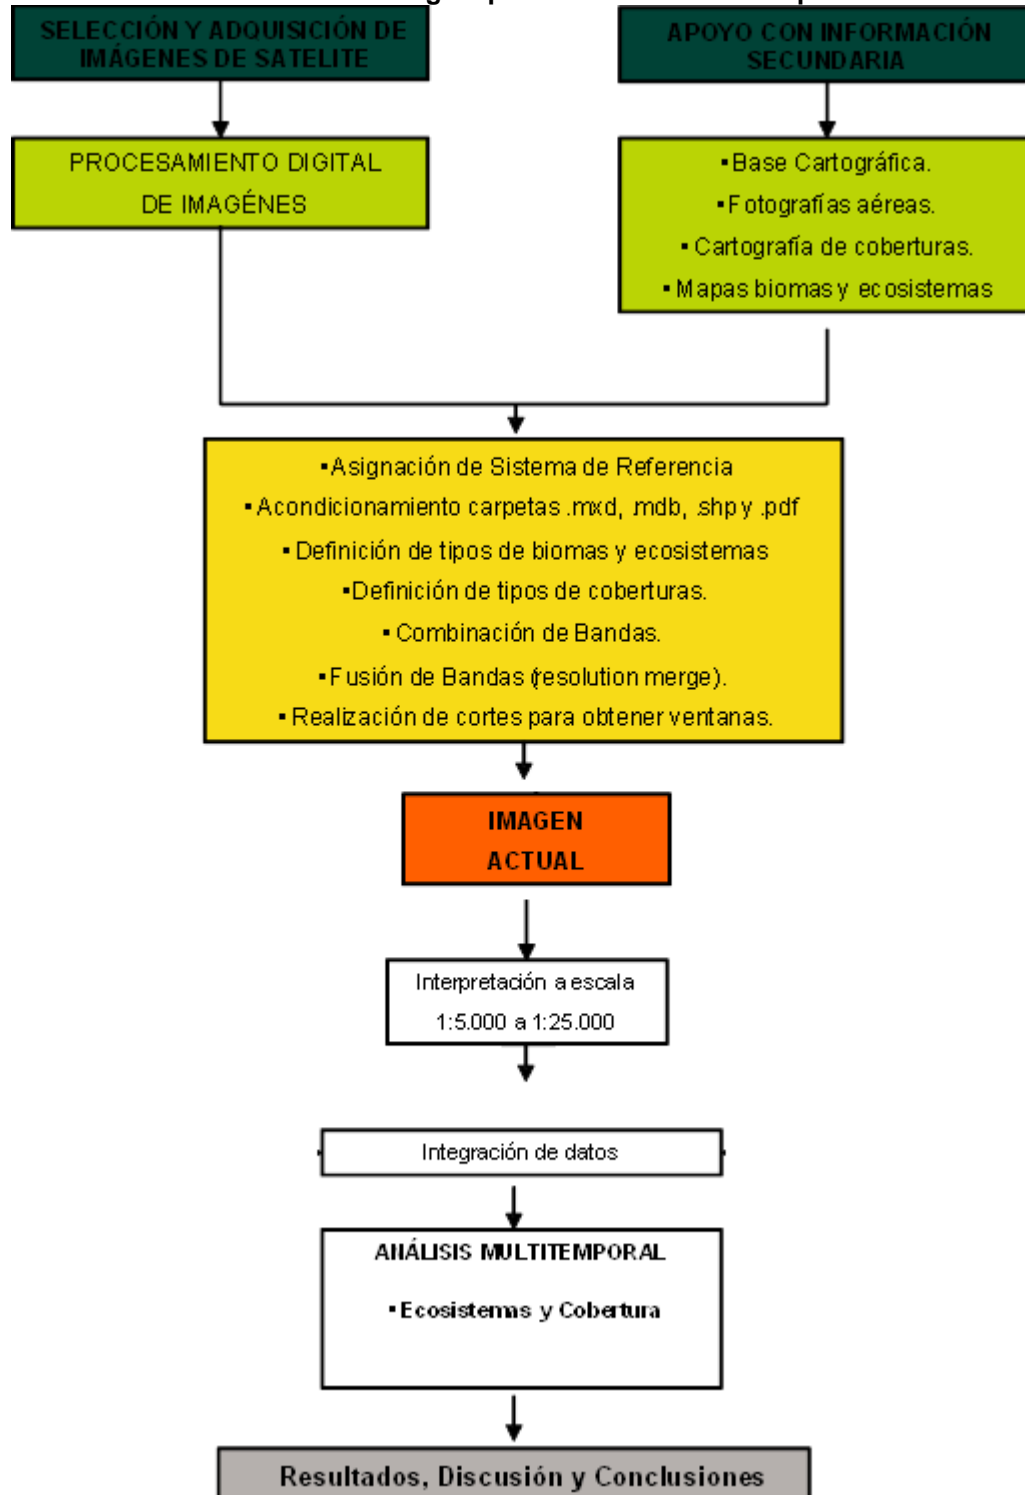 SELECCIÓN Y ADQUISICIÓN DE
IMÁGENES DE SATELITE
APOYO CON INFORMACIÓN
SECUNDARIA
PROCESAMIENTO DIGITAL
DE IMAGÉNES
▪Base Cartográfica.
▪Fotografías aéreas.
▪Cartografía de coberturas.
▪Mapas biomas y ecosistemas
▪Asignación de Sistema de Referencia
▪Acondicionamiento carpetas .mxd, .mdb, .shp y .pdf
▪Definición de tipos de biomas y ecosistemas
▪Definición de tipos de coberturas.
▪Combinación de Bandas.
▪Fusión de Bandas (resolution merge).
▪Realización de cortes para obtener ventanas.
IMAGEN
ACTUAL
Interpretación a escala
1:5.000 a 1:25.000
Integración de datos
ANÁLISIS MULTITEMPORAL
▪Ecosistemas y Cobertura
Resultados, Discusión y Conclusiones